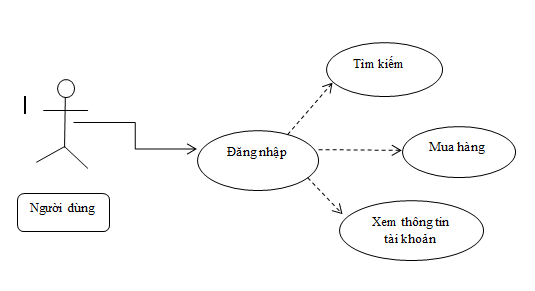 Tìm kiếm
Đăng nhập
Mua hàng
Người dùng
Xem thông tin
tài khoản